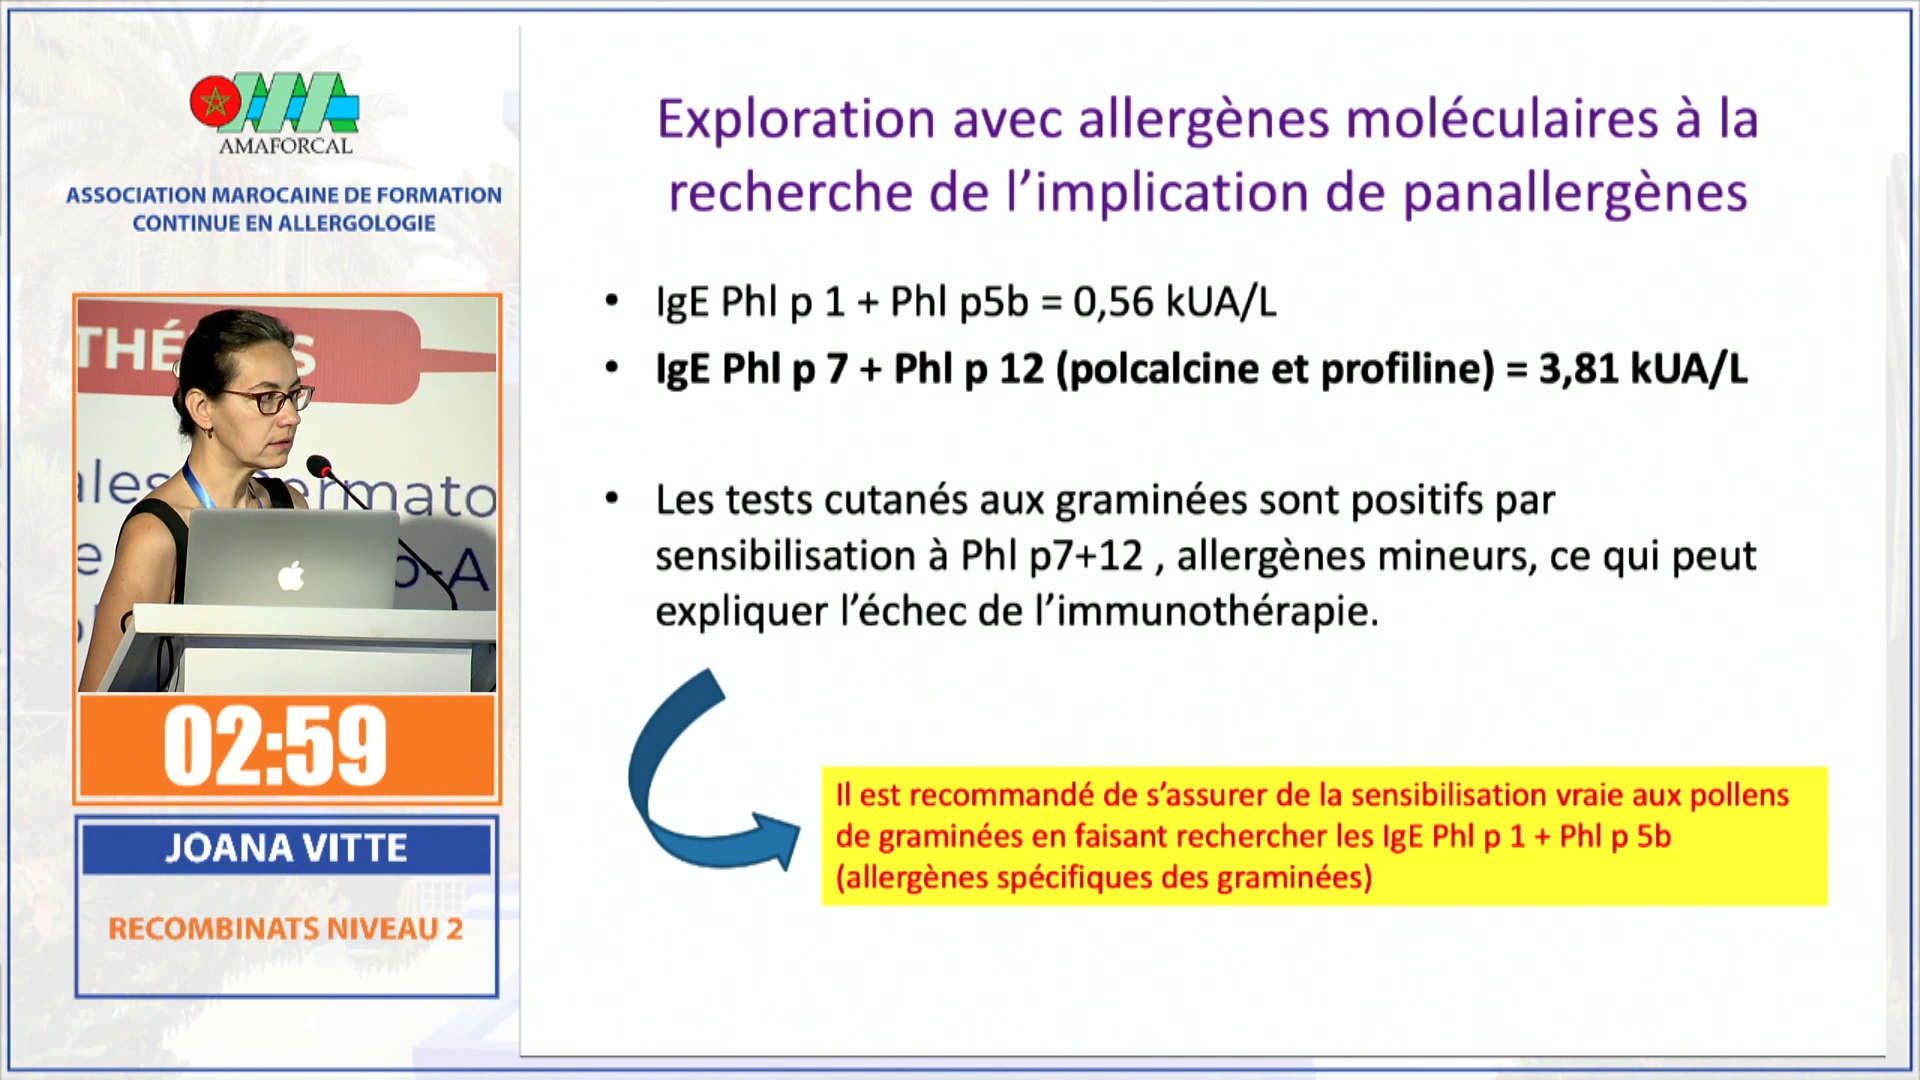 AMAFORCAL
ASSOCIATION MAROCAINE DE FORMATION
CONTINUE EN ALLERGOLOGIE
02:59
JOANA VITTE
RECOMBINATS NIVEAU 2
Exploration avec allergènes moléculaires à la
recherche de l’implication de panallergènes
• IgE Phl p 1 + Phl p5b = 0,56 kUA/L
• IgE Phl p 7 + Phl p 12 (polcalcine et profiline) = 3,81 kUA/L
• Les tests cutanés aux graminées sont positifs par
sensibilisation à Phl p7+12 , allergènes mineurs, ce qui peut
expliquer l’échec de l’immunothérapie.
Il est recommandé de s’assurer de la sensibilisation vraie aux pollens
de graminées en faisant rechercher les IgE Phl p 1 + Phl p 5b
(allergènes spécifiques des graminées)